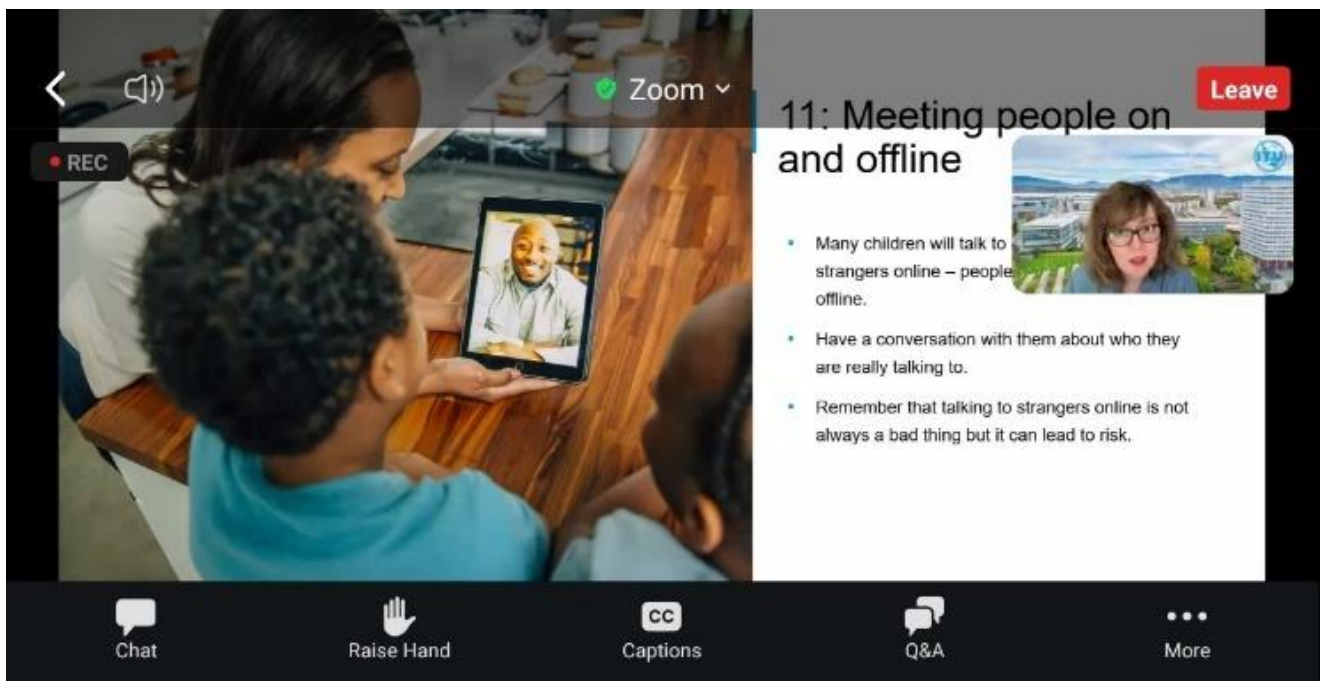 Zoom
Leave
REC
11: Meeting people on
and offline
ITU
Many children will talk to
strangers online – people
offline.
Have a conversation with them about who they
are really talking to.
Remember that talking to strangers online is not
always a bad thing but it can lead to risk.
CC
Chat
Raise Hand
Captions
Q&A
More